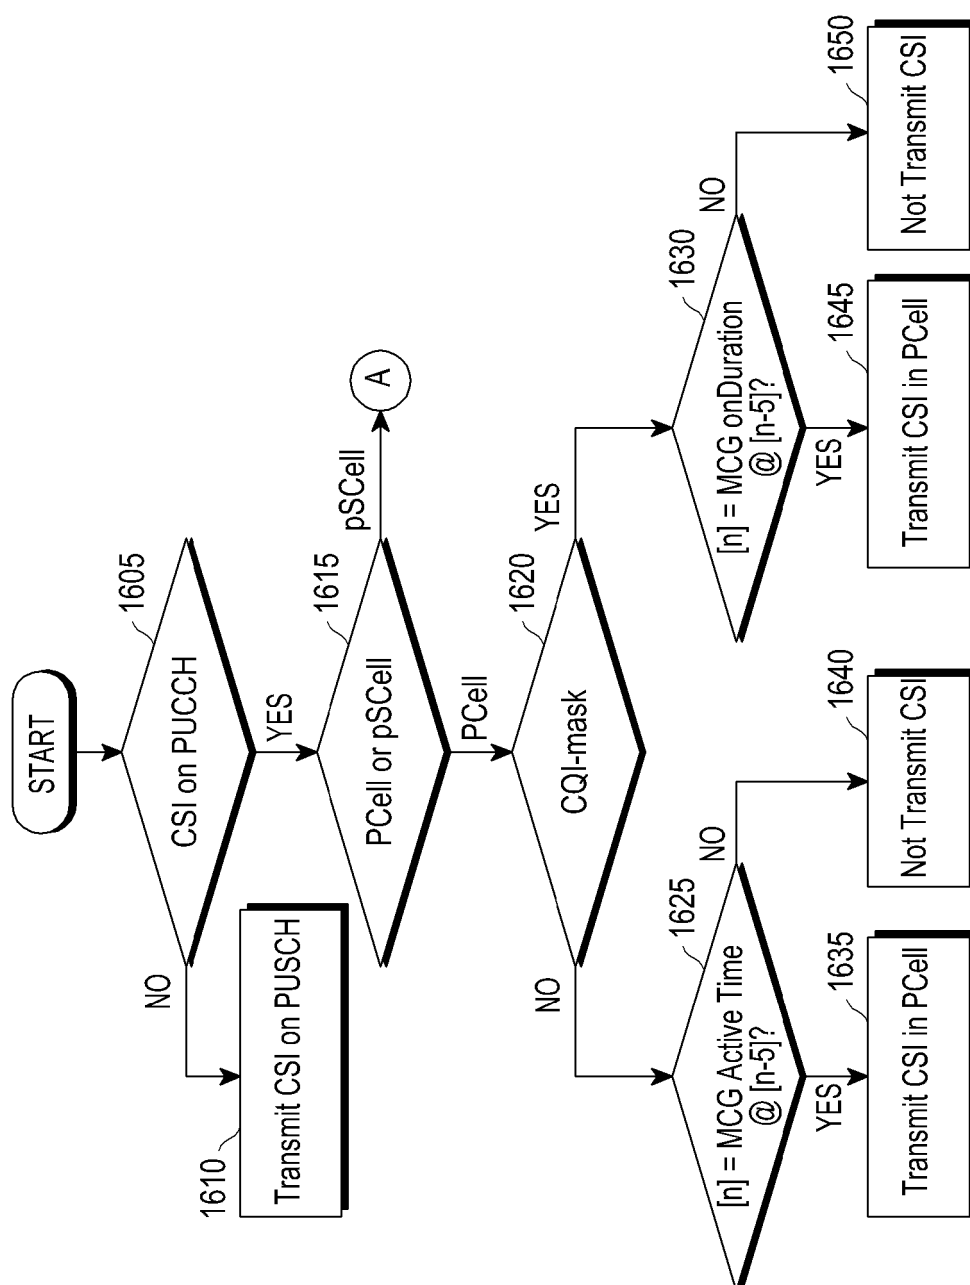 START
1605
CSI on PUCCH
NO
YES
1610
Transmit CSI on PUSCH
1615
PCell or pSCell
pSCell
A
PCell
1620
CQI-mask
NO
YES
1625
[n] = MCG Active Time
@ [n-5]?
NO
YES
1630
[n] = MCG onDuration
@ [n-5]?
NO
YES
1635
Transmit CSI in PCell
1640
Not Transmit CSI
1645
Transmit CSI in PCell
1650
Not Transmit CSI